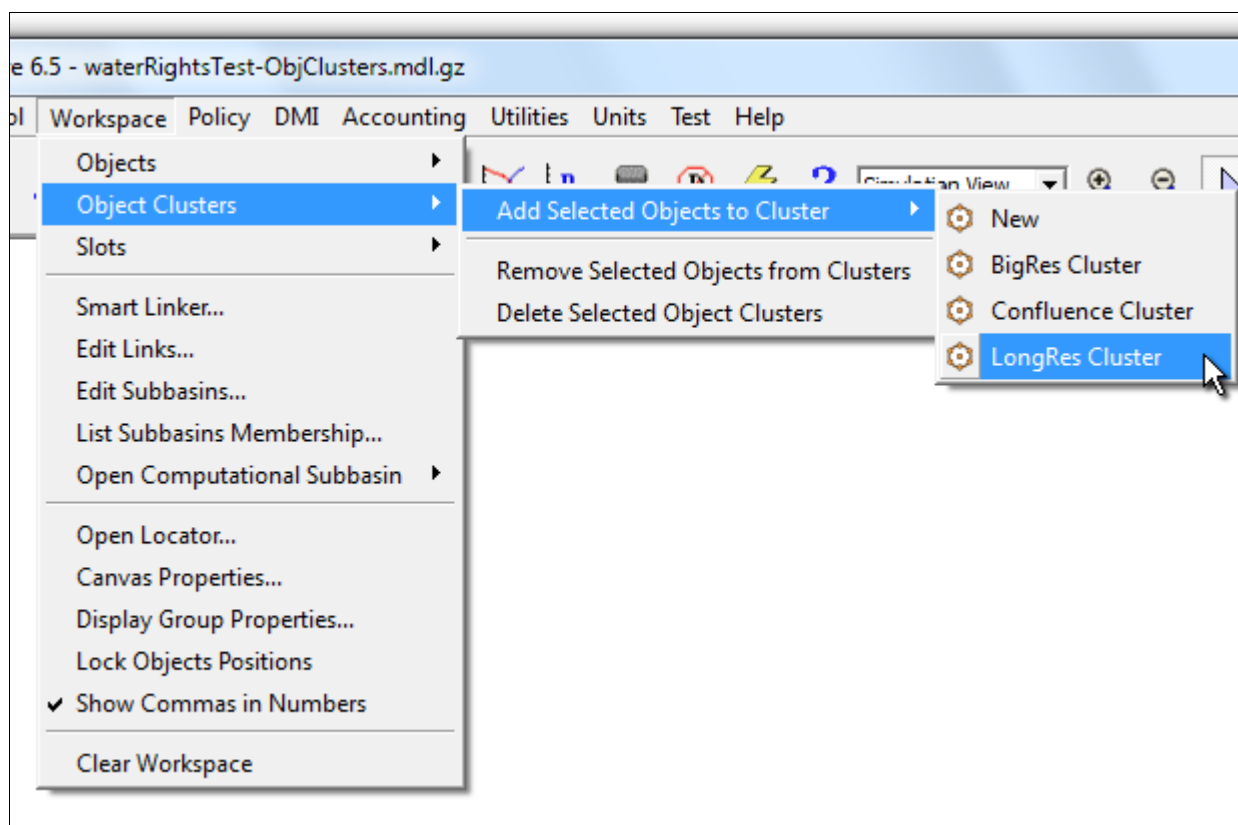 e 6.5 - waterRightsTest-ObjClusters.mdl.gz
ol Workspace Policy DMI Accounting Utilities Units Test Help
Objects
Object Clusters
Slots
Smart Linker...
Edit Links...
Edit Subbasins...
List Subbasins Membership...
Open Computational Subbasin
Open Locator...
Canvas Properties...
Display Group Properties...
Lock Objects Positions
Show Commas in Numbers
Clear Workspace
Simulation View
Add Selected Objects to Cluster
Remove Selected Objects from Clusters
Delete Selected Object Clusters
New
BigRes Cluster
Confluence Cluster
LongRes Cluster